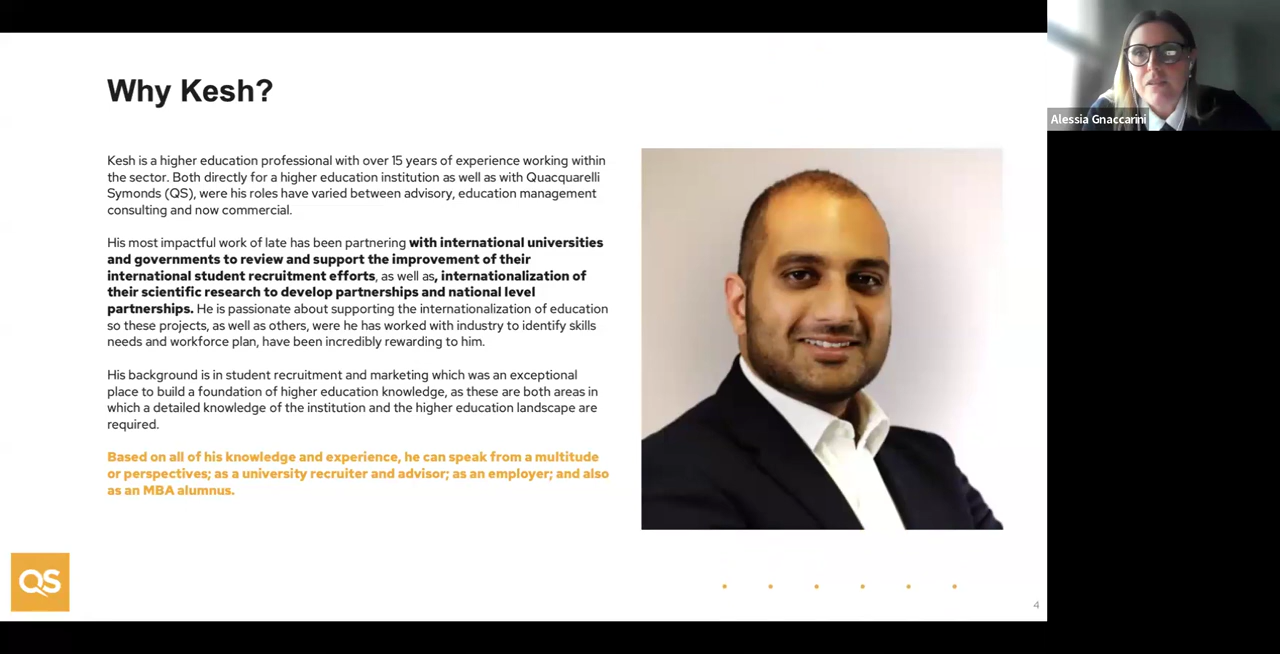 Why Kesh?
Alessia Gnaccarini
Kesh is a higher education professional with over 15 years of experience working within
the sector. Both directly for a higher education institution as well as with Quacquarelli
Symonds (QS), were his roles have varied between advisory, education management
consulting and now commercial.
His most impactful work of late has been partnering with international universities
and governments to review and support the improvement of their
international student recruitment efforts, as well as, internationalization of
their scientific research to develop partnerships and national level
partnerships. He is passionate about supporting the internationalization of education
so these projects, as well as others, were he has worked with industry to identify skills
needs and workforce plan, have been incredibly rewarding to him.
His background is in student recruitment and marketing which was an exceptional
place to build a foundation of higher education knowledge, as these are both areas in
which a detailed knowledge of the institution and the higher education landscape are
required.
Based on all of his knowledge and experience, he can speak from a multitude
or perspectives; as a university recruiter and advisor; as an employer; and also
as an MBA alumnus.
QS
4